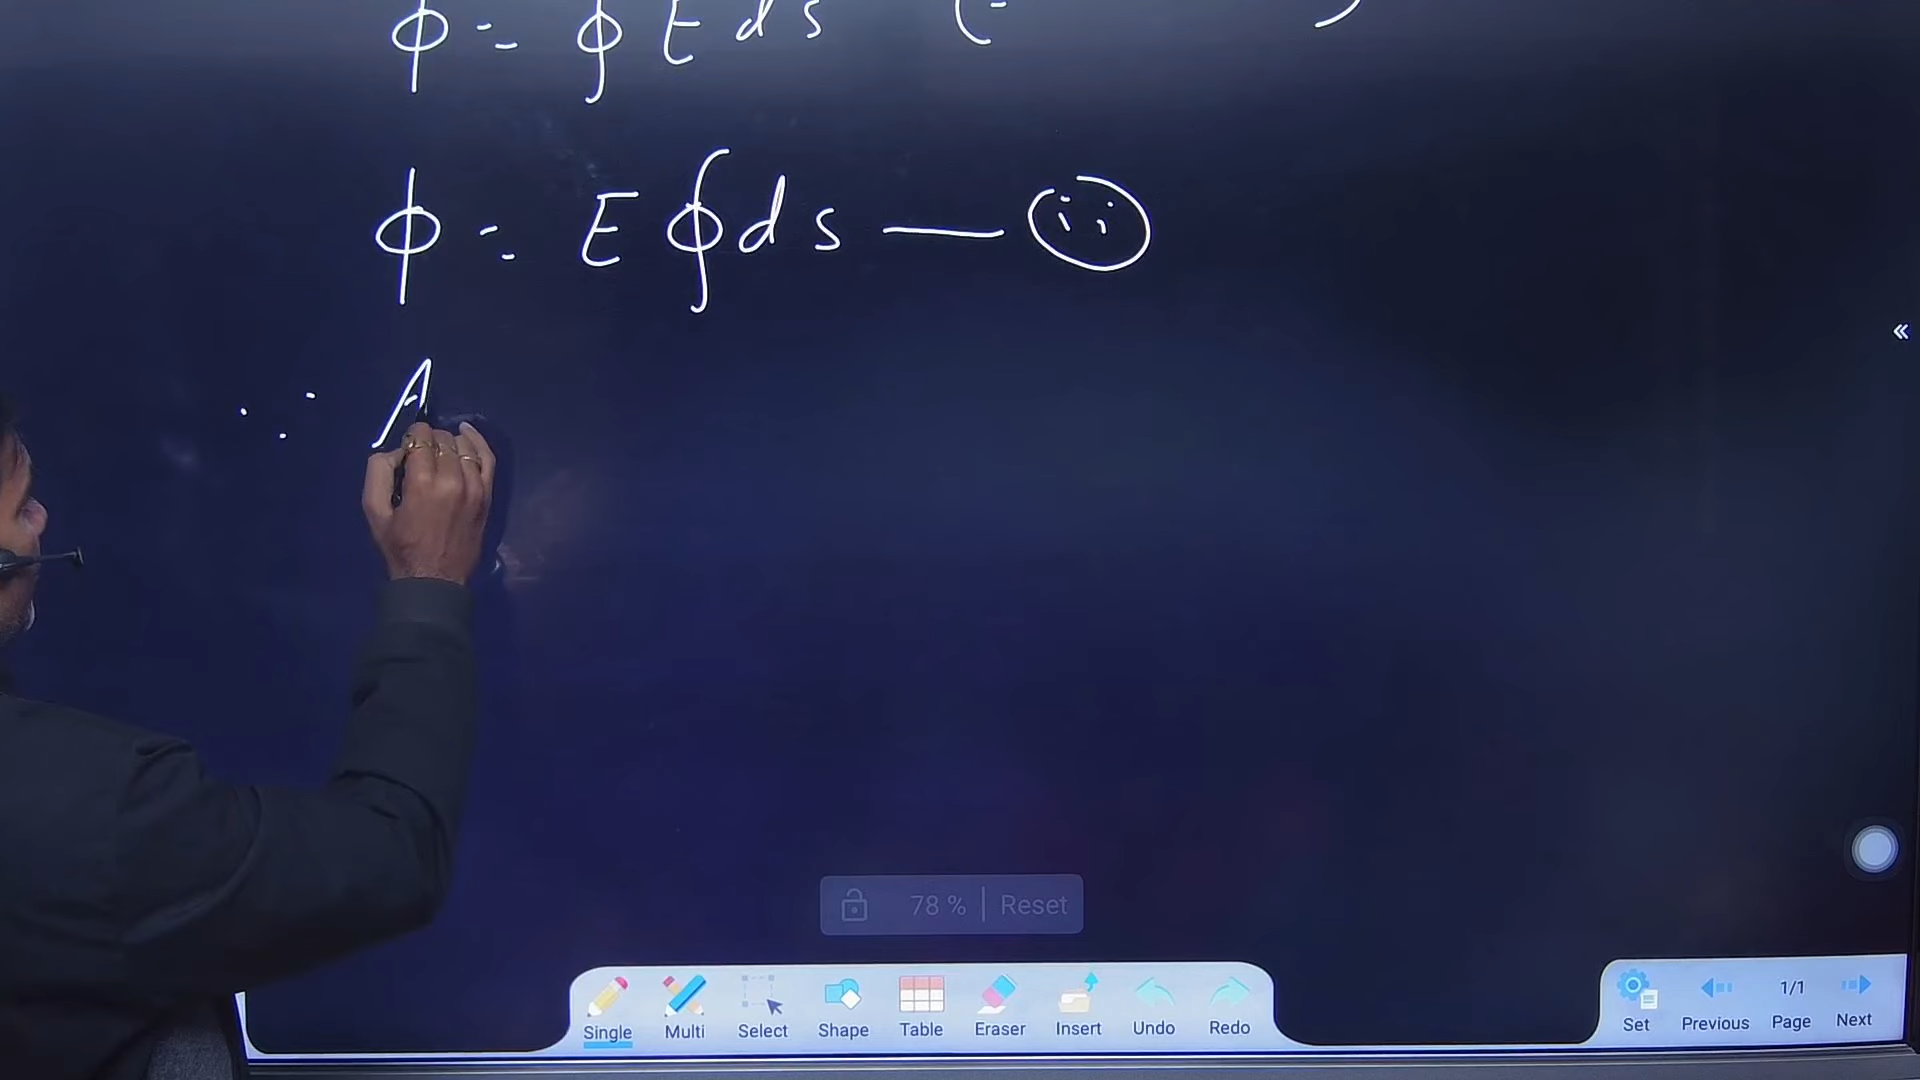 ϕ = ∮ E ds (
ϕ = E ∮ ds — (ii)
∵ A
78 % | Reset
Single Multi Select Shape Table Eraser Insert Undo Redo
Set Previous 1/1 Page Next